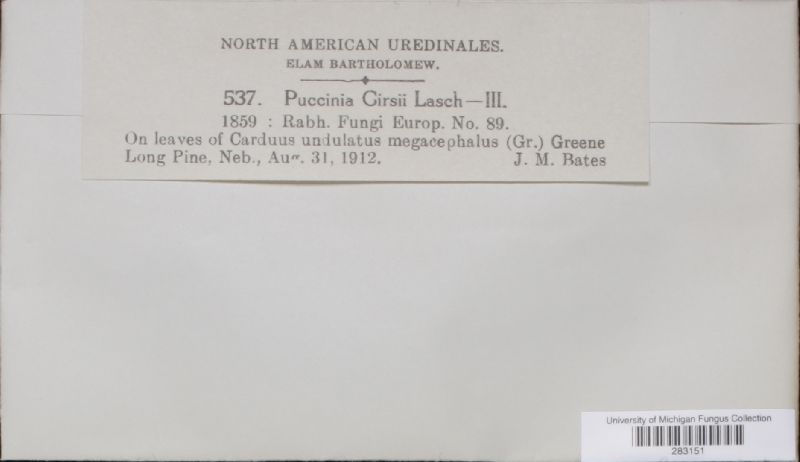 NORTH AMERICAN UREDINALES.
ELAM BARTHOLOMEW.
537. Puccinia Cirsii Lasch—III.
1859 : Rabh. Fungi Europ. No. 89.
On leaves of Carduus undulatus megacephalus (Gr.) Greene
Long Pine, Neb., Aug. 31, 1912. J. M. Bates
University of Michigan Fungus Collection
283151